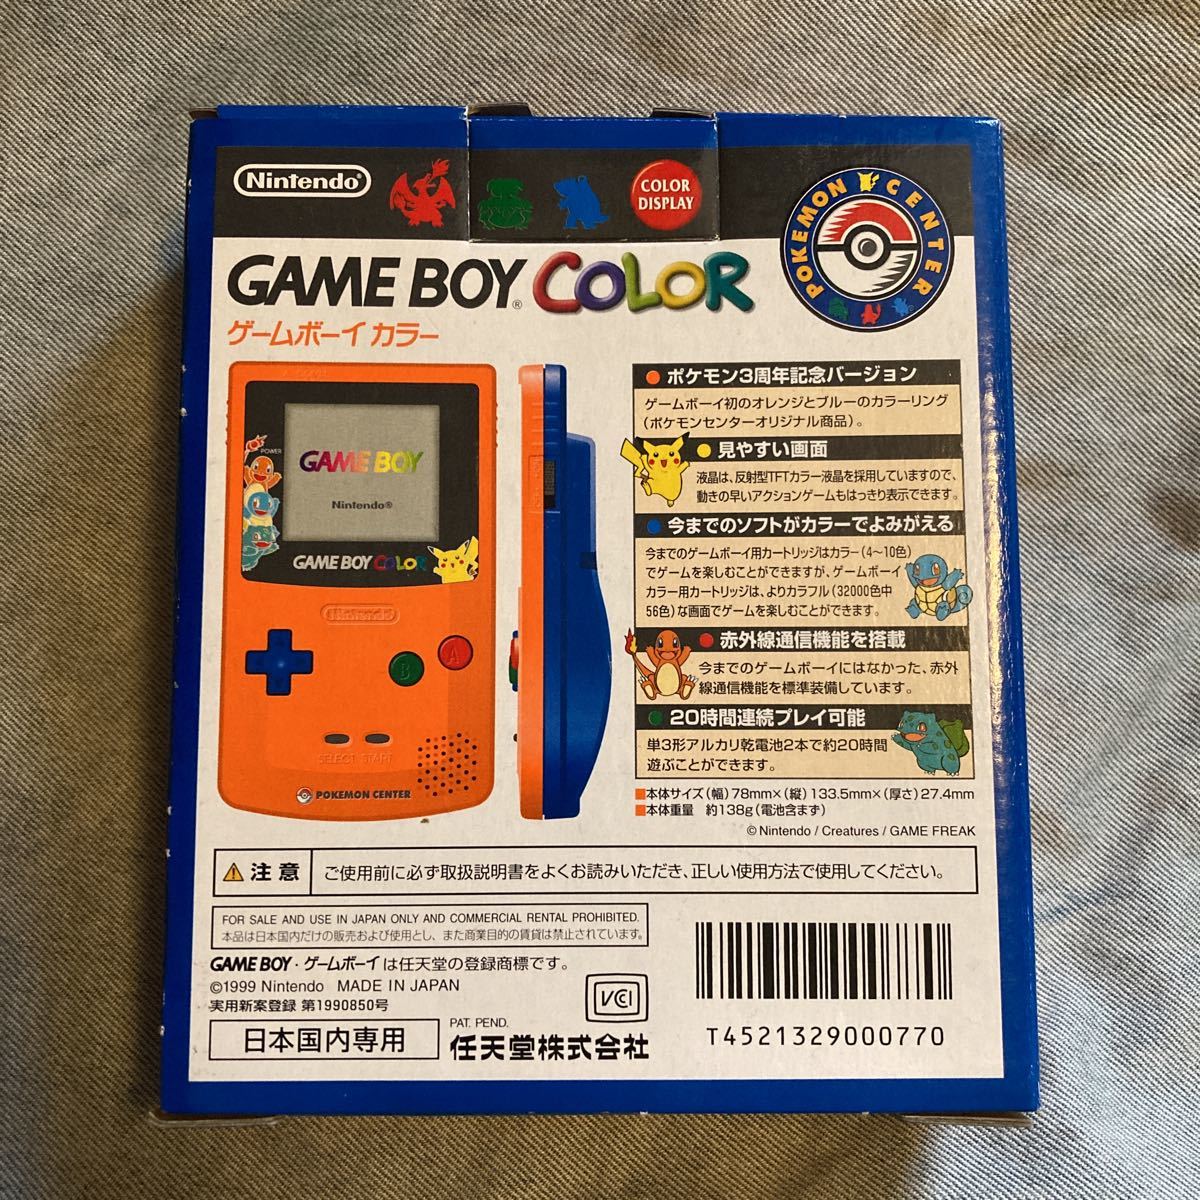 Nintendo
COLOR
DISPLAY
POKEMON CENTER
GAME BOY® COLOR
ゲームボーイ カラー
POWER
GAME BOY
Nintendo®
GAME BOY COLOR
Nintendo
B
A
SELECT START
POKEMON CENTER
● ポケモン3周年記念バージョン
ゲームボーイ初のオレンジとブルーのカラーリング
(ポケモンセンターオリジナル商品)。
● 見やすい画面
液晶は、反射型TFTカラー液晶を採用していますので、
動きの早いアクションゲームもはっきり表示できます。
● 今までのソフトがカラーでよみがえる
今までのゲームボーイ用カートリッジはカラー(4〜10色)
でゲームを楽しむことができますが、ゲームボーイ
カラー用カートリッジは、よりカラフル(32000色中
56色)な画面でゲームを楽しむことができます。
● 赤外線通信機能を搭載
今までのゲームボーイにはなかった、赤外
線通信機能を標準装備しています。
● 20時間連続プレイ可能
単3形アルカリ乾電池2本で約20時間
遊ぶことができます。
■本体サイズ(幅)78mm×(縦)133.5mm×(厚さ)27.4mm
■本体重量 約138g(電池含まず)
©Nintendo / Creatures / GAME FREAK
⚠注意 ご使用前に必ず取扱説明書をよくお読みいただき、正しい使用方法で使用してください。
FOR SALE AND USE IN JAPAN ONLY AND COMMERCIAL RENTAL PROHIBITED.
本品は日本国内だけの販売および使用とし、また商業目的の賃貸は禁止されています。
GAME BOY・ゲームボーイは任天堂の登録商標です。
©1999 Nintendo MADE IN JAPAN
実用新案登録 第1990850号
日本国内専用
PAT. PEND.
任天堂株式会社
VCI
T4521329000770